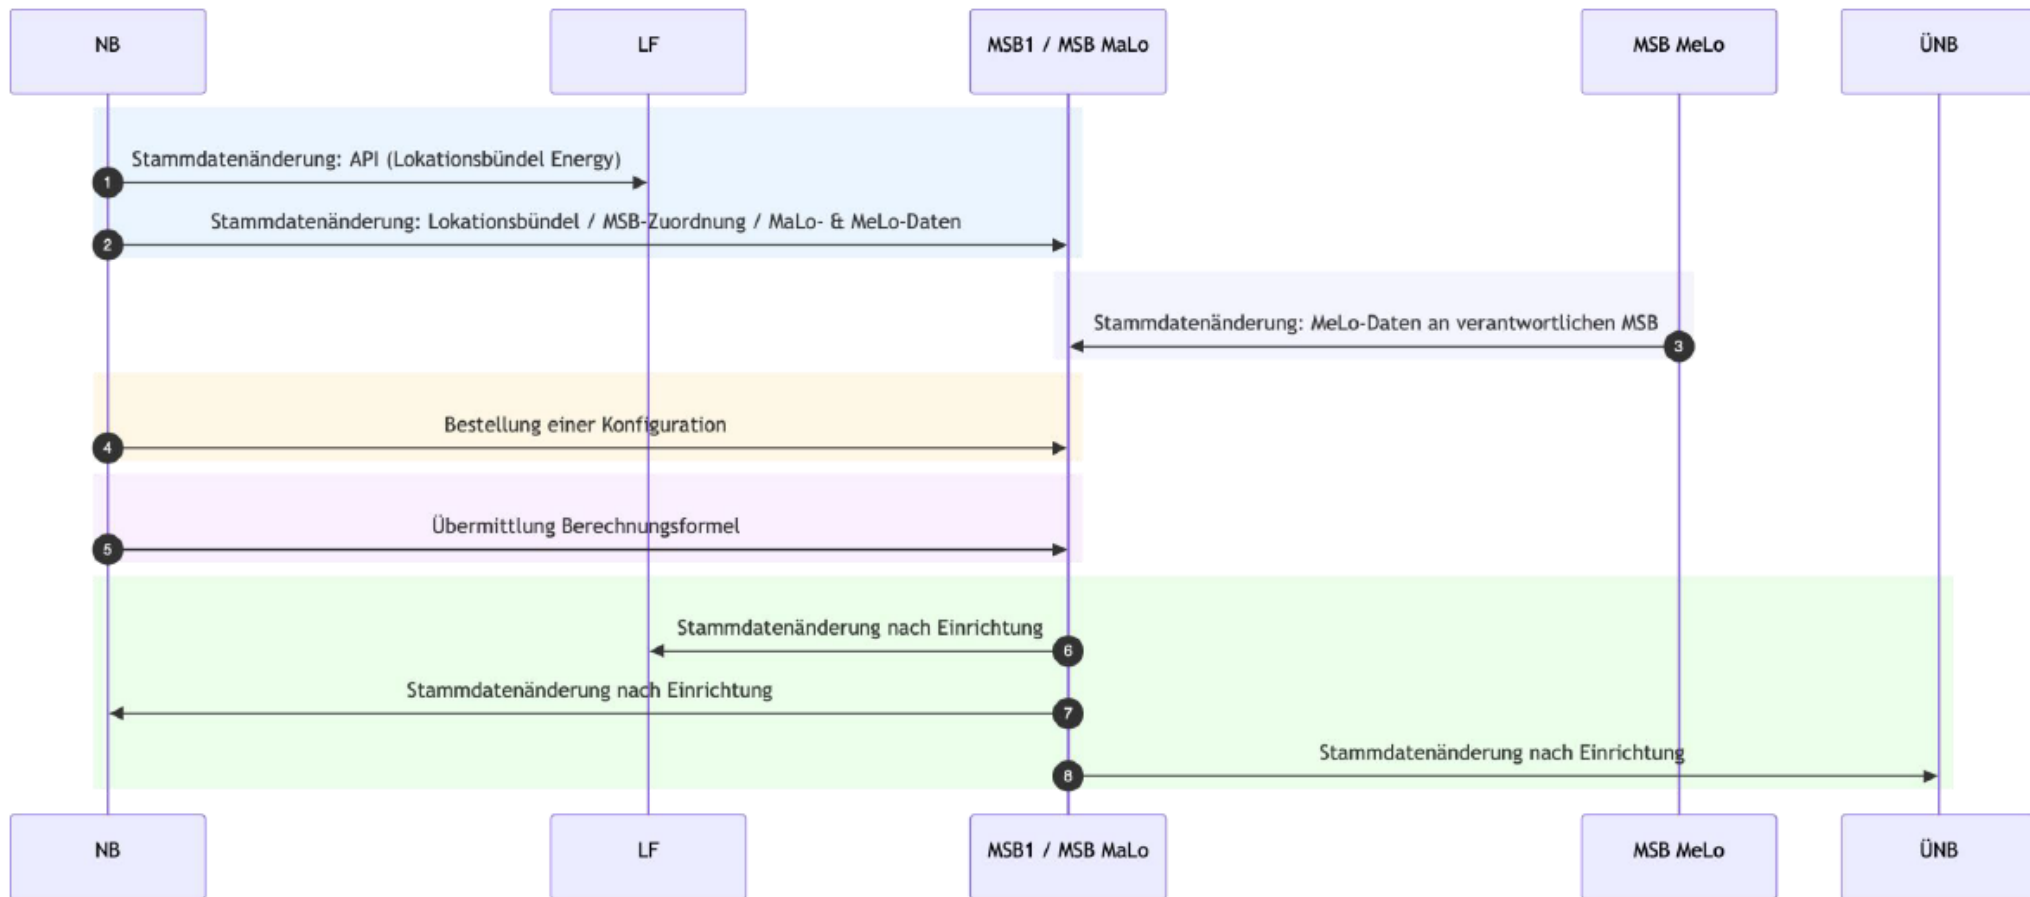 NB
LF
MSB1 / MSB MaLo
MSB MeLo
ÜNB
Stammdatenänderung: API (Lokationsbündel Energy)
1
Stammdatenänderung: Lokationsbündel / MSB-Zuordnung / MaLo- & MeLo-Daten
2
Stammdatenänderung: MeLo-Daten an verantwortlichen MSB
3
Bestellung einer Konfiguration
4
Übermittlung Berechnungsformel
5
Stammdatenänderung nach Einrichtung
6
Stammdatenänderung nach Einrichtung
7
Stammdatenänderung nach Einrichtung
8
NB
LF
MSB1 / MSB MaLo
MSB MeLo
ÜNB